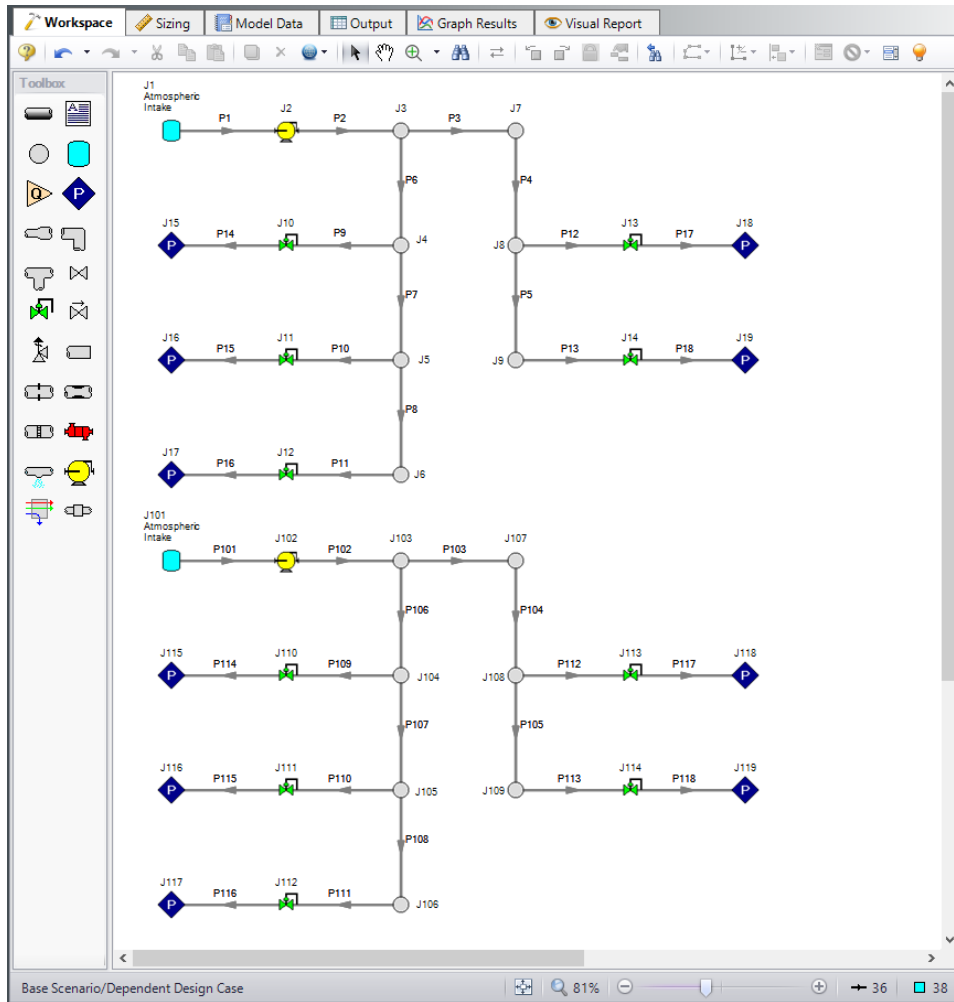 Workspace Sizing Model Data Output Graph Results Visual Report
Toolbox
J1
Atmospheric
Intake
P1 J2 P2 J3 P3 J7
P6 P4
J15 P14 J10 P9 J4 J8 P12 J13 P17 J18
P P
P7 P5
J16 P15 J11 P10 J5 J9 P13 J14 P18 J19
P P
P8
J17 P16 J12 P11 J6
P
J101
Atmospheric
Intake
P101 J102 P102 J103 P103 J107
P106 P104
J115 P114 J110 P109 J104 J108 P112 J113 P117 J118
P P
P107 P105
J116 P115 J111 P110 J105 J109 P113 J114 P118 J119
P P
P108
J117 P116 J112 P111 J106
P
Q P
Base Scenario/Dependent Design Case 81% 36 38